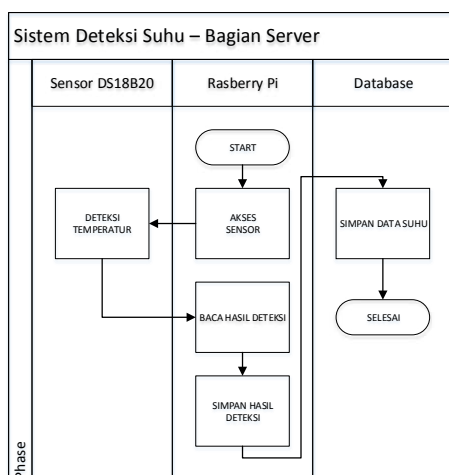 Sistem Deteksi Suhu – Bagian Server
Sensor DS18B20
Rasberry Pi
Database
START
DETEKSI
TEMPERATUR
AKSES
SENSOR
SIMPAN DATA SUHU
BACA HASIL DETEKSI
SELESAI
SIMPAN HASIL
DETEKSI
Phase